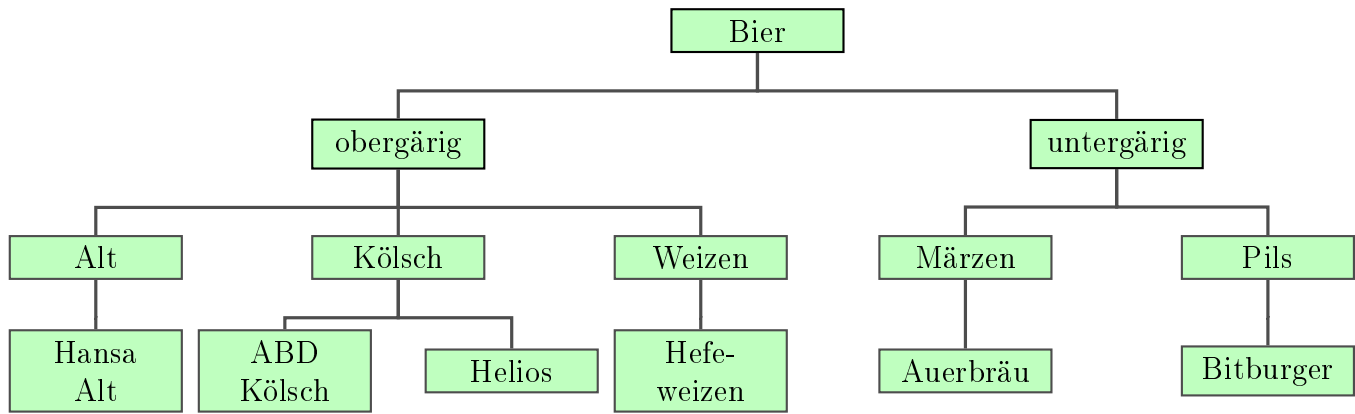 Bier
obergärig
untergärig
Alt
Kölsch
Weizen
Märzen
Pils
Hansa
Alt
ABD
Kölsch
Helios
Hefe-
weizen
Auerbräu
Bitburger